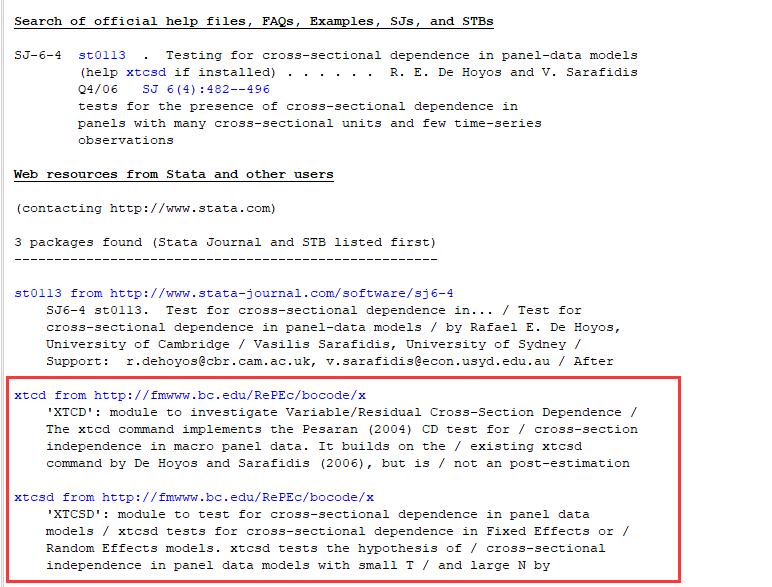 Search of official help files, FAQs, Examples, SJs, and STBs
SJ-6-4  st0113  .  Testing for cross-sectional dependence in panel-data models
(help xtcsd if installed) . . . . . .  R. E. De Hoyos and V. Sarafidis
Q4/06   SJ 6(4):482--496
tests for the presence of cross-sectional dependence in
panels with many cross-sectional units and few time-series
observations
Web resources from Stata and other users
(contacting http://www.stata.com)
3 packages found (Stata Journal and STB listed first)
-----------------------------------------------------
st0113 from http://www.stata-journal.com/software/sj6-4
SJ6-4 st0113.  Test for cross-sectional dependence in... / Test for
cross-sectional dependence in panel-data models / by Rafael E. De Hoyos,
University of Cambridge / Vasilis Sarafidis, University of Sydney /
Support:  r.dehoyos@cbr.cam.ac.uk, v.sarafidis@econ.usyd.edu.au / After
xtcd from http://fmwww.bc.edu/RePEc/bocode/x
'XTCD': module to investigate Variable/Residual Cross-Section Dependence /
The xtcd command implements the Pesaran (2004) CD test for / cross-section
independence in macro panel data. It builds on the / existing xtcsd
command by De Hoyos and Sarafidis (2006), but is / not an post-estimation
xtcsd from http://fmwww.bc.edu/RePEc/bocode/x
'XTCSD': module to test for cross-sectional dependence in panel data
models / xtcsd tests for cross-sectional dependence in Fixed Effects or /
Random Effects models. xtcsd tests the hypothesis of / cross-sectional
independence in panel data models with small T / and large N by